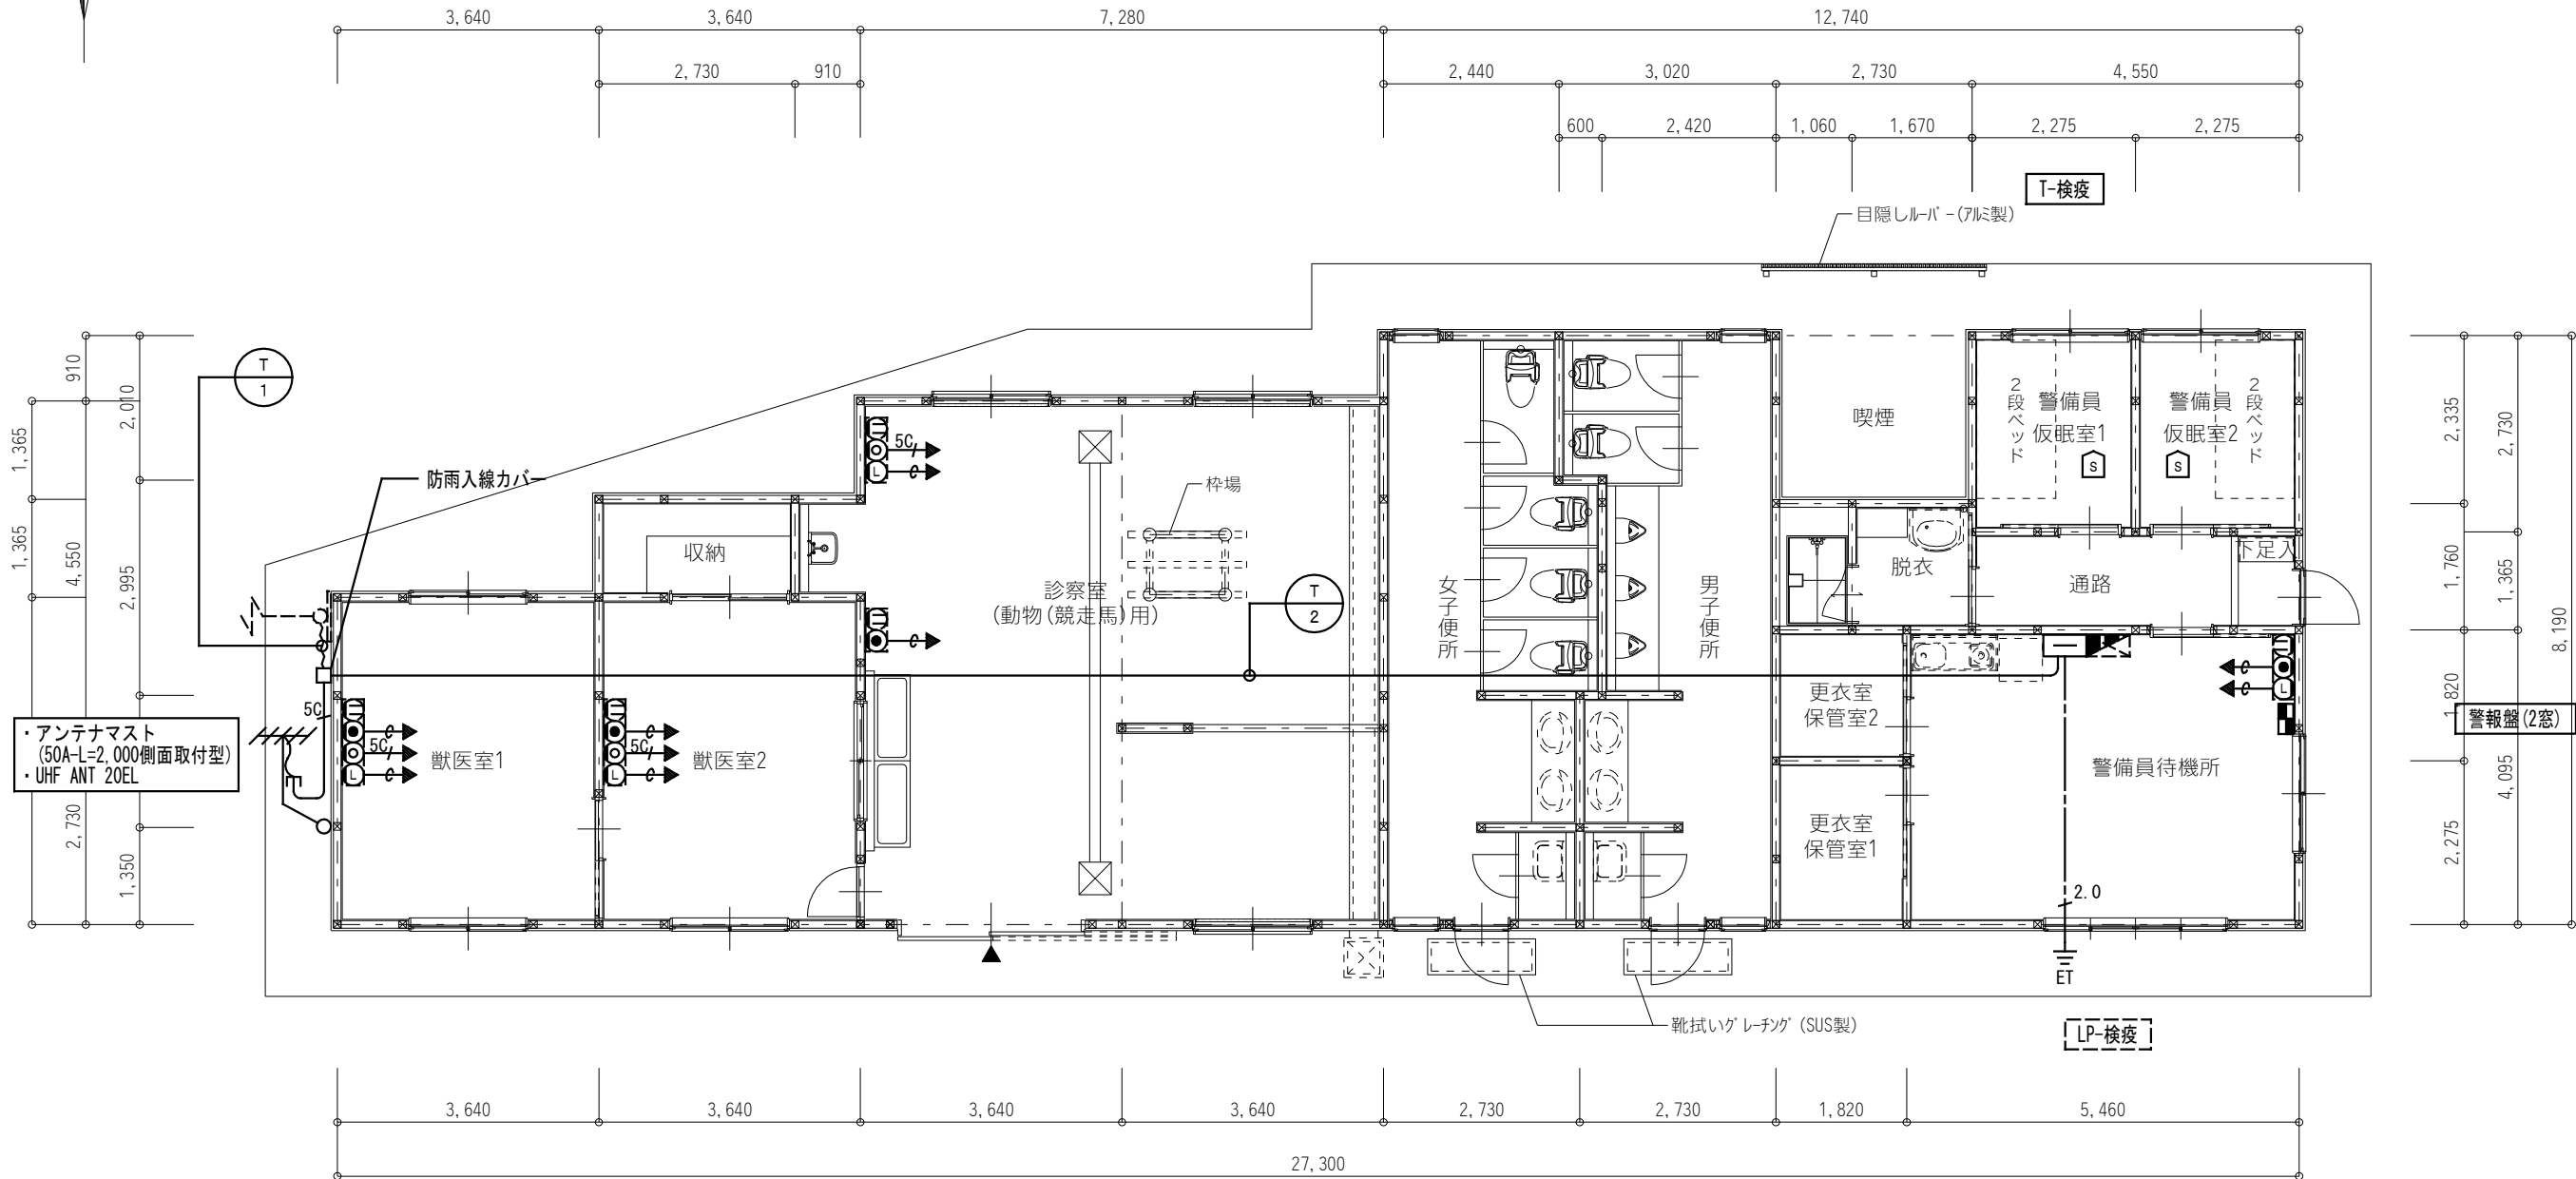 3,640
3,640
7,280
12,740
2,730
910
2,440
3,020
2,730
4,550
600
2,420
1,060
1,670
2,275
2,275
T-検疫
目隠しルーバー(アルミ製)
T
1
防雨入線カバー
5C
枠場
収納
診察室
(動物(競走馬)用)
T
2
女子便所
男子便所
喫煙
2段ベッド
警備員
仮眠室1
S
警備員
仮眠室2
S
2段ベッド
脱衣
通路
下足入
更衣室
保管室2
更衣室
保管室1
警備員待機所
警報盤(2窓)
・アンテナマスト
(50A-L=2,000側面取付型)
・UHF ANT 20EL
5C
5C
獣医室1
5C
獣医室2
L
L
L
L
2.0
ET
靴拭いグレーチング(SUS製)
LP-検疫
910
2,010
1,365
1,365
4,550
2,995
2,730
1,350
2,335
2,730
1,760
1,365
8,190
1,820
4,095
2,275
3,640
3,640
3,640
3,640
2,730
2,730
1,820
5,460
27,300